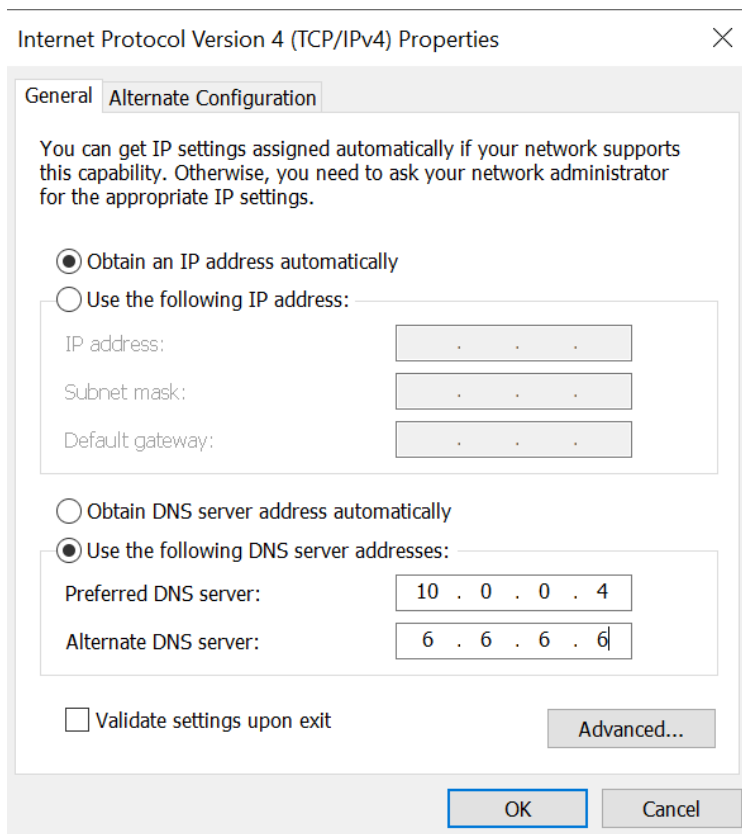 Internet Protocol Version 4 (TCP/IPv4) Properties
General
Alternate Configuration
You can get IP settings assigned automatically if your network supports
this capability. Otherwise, you need to ask your network administrator
for the appropriate IP settings.
Obtain an IP address automatically
Use the following IP address:
IP address: . . .
Subnet mask: . . .
Default gateway: . . .
Obtain DNS server address automatically
Use the following DNS server addresses:
Preferred DNS server: 10 . 0 . 0 . 4
Alternate DNS server: 6 . 6 . 6 . 6
Validate settings upon exit
Advanced...
OK Cancel